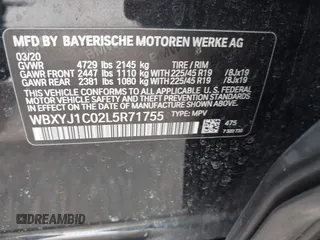 MFD BY BAYERISCHE MOTOREN WERKE AG
03/20
GVWR 4729 lbs 2145 kg TIRE / RIM
GAWR FRONT 2447 lbs 1110 kg WITH 225/45 R19 /8Jx19
GAWR REAR 2381 lbs 1080 kg WITH 225/45 R19 /8Jx19
THIS VEHICLE CONFORMS TO ALL APPLICABLE
FEDERAL MOTOR VEHICLE SAFETY STANDARDS
IN EFFECT ON THE DATE OF MANUFACTURE SHOWN ABOVE
WBXYJ1C02L5R71755 TYPE: MPV
475
DREAMBID